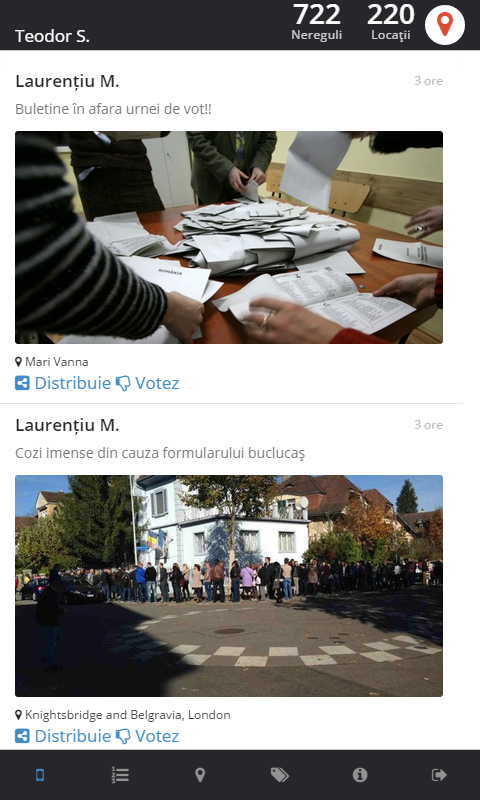 Teodor S.
722
Nereguli
220
Locații
Laurențiu M.
3 ore
Buletine în afara urnei de vot!!
ROMÂNIA
Mari Vanna
Distribuie Votez
Laurențiu M.
3 ore
Cozi imense din cauza formularului buclucaș
Knightsbridge and Belgravia, London
Distribuie Votez